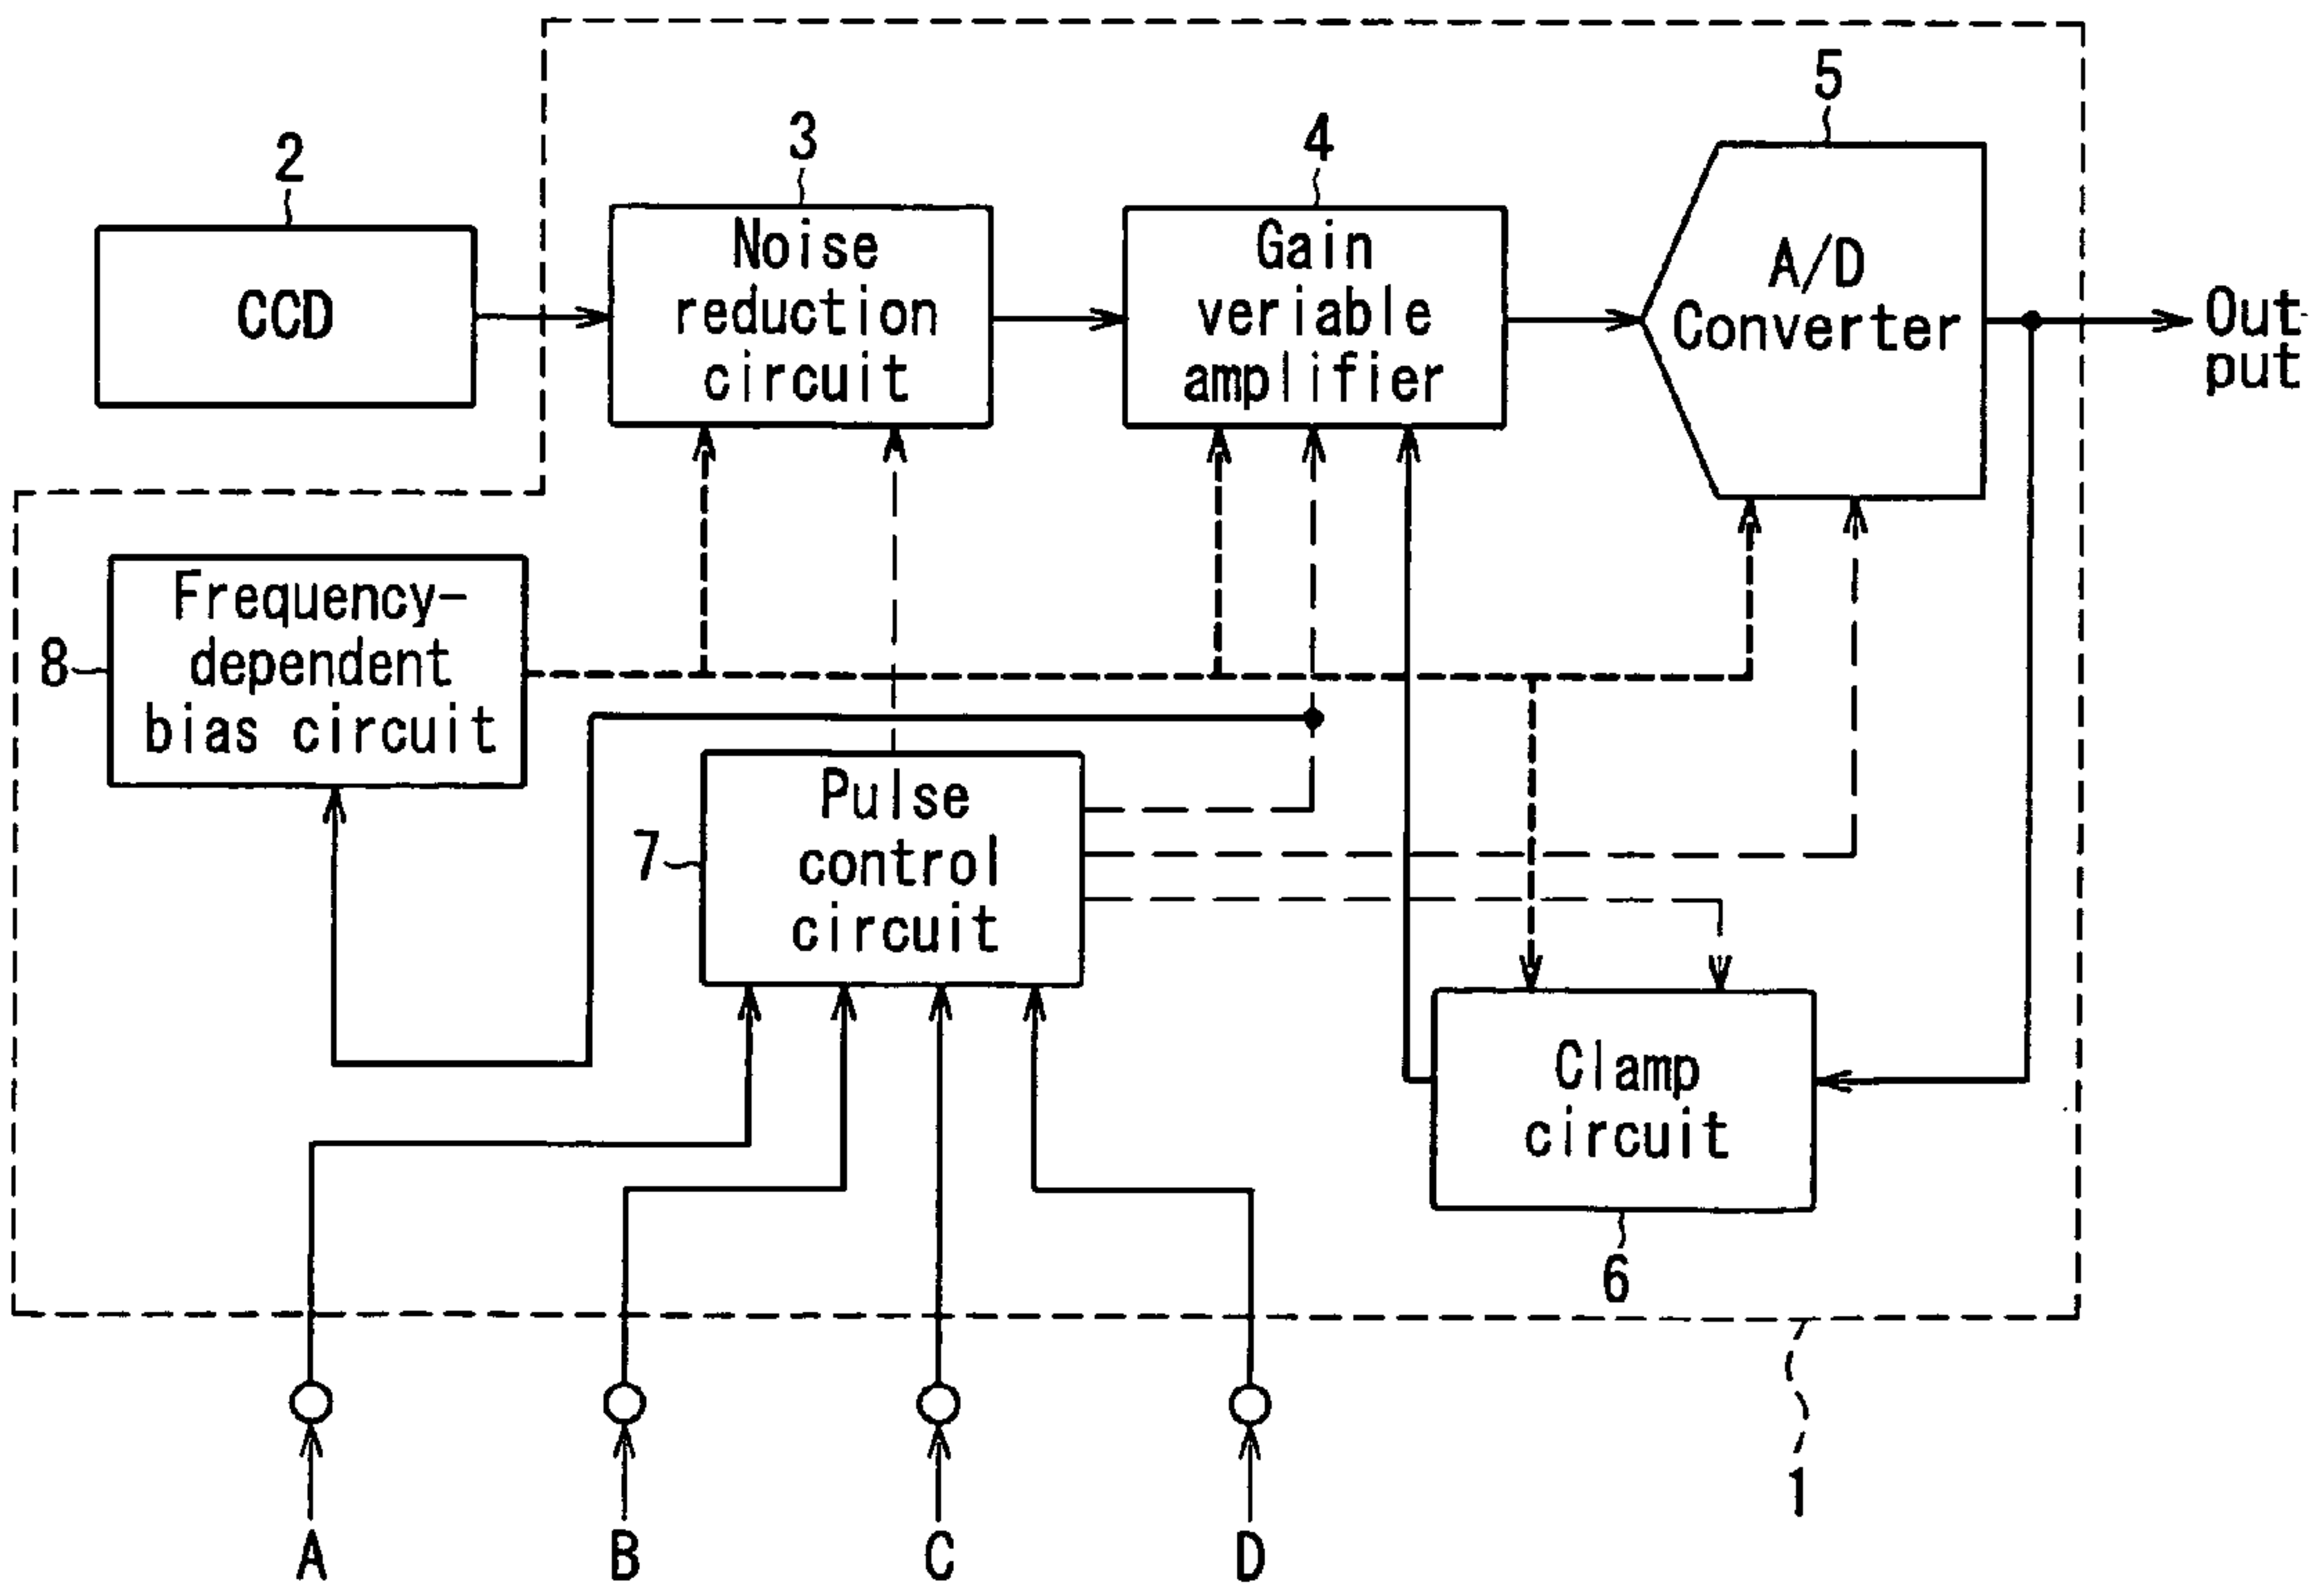 5
2
3
4
CCD
Noise
reduction
circuit
Gain
veriable
amplifier
A/D
Converter
Out
put
8
Frequency-
dependent
bias circuit
7
Pulse
control
circuit
Clamp
circuit
6
1
A
B
C
D